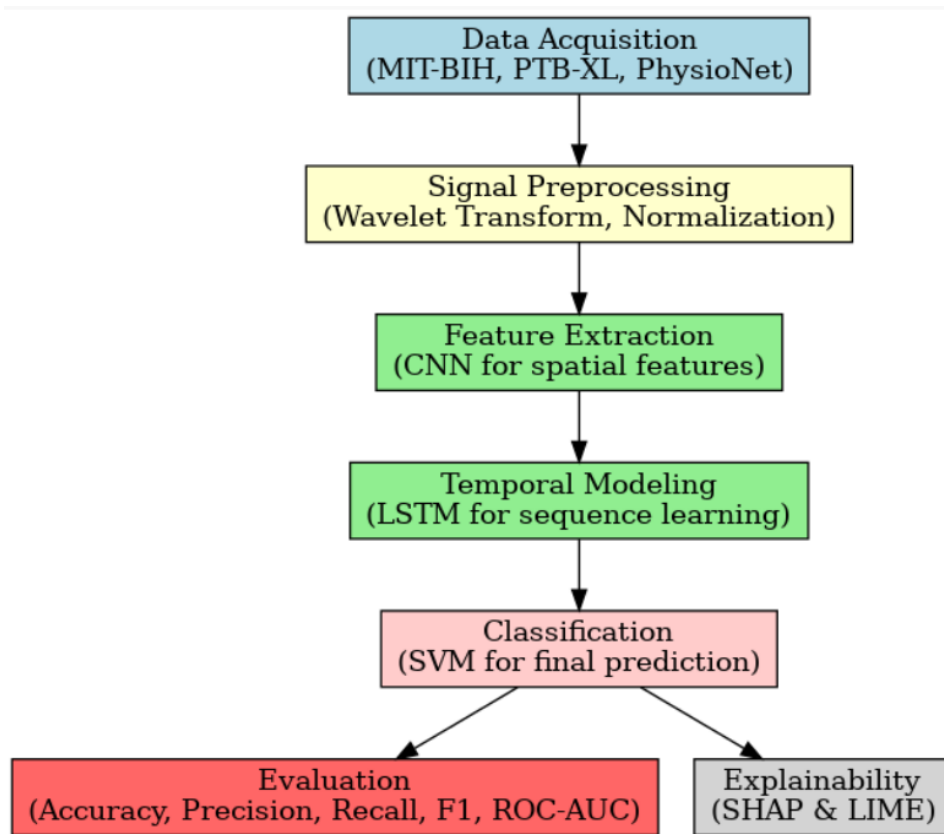 Data Acquisition
(MIT-BIH, PTB-XL, PhysioNet)
Signal Preprocessing
(Wavelet Transform, Normalization)
Feature Extraction
(CNN for spatial features)
Temporal Modeling
(LSTM for sequence learning)
Classification
(SVM for final prediction)
Evaluation
(Accuracy, Precision, Recall, F1, ROC-AUC)
Explainability
(SHAP & LIME)